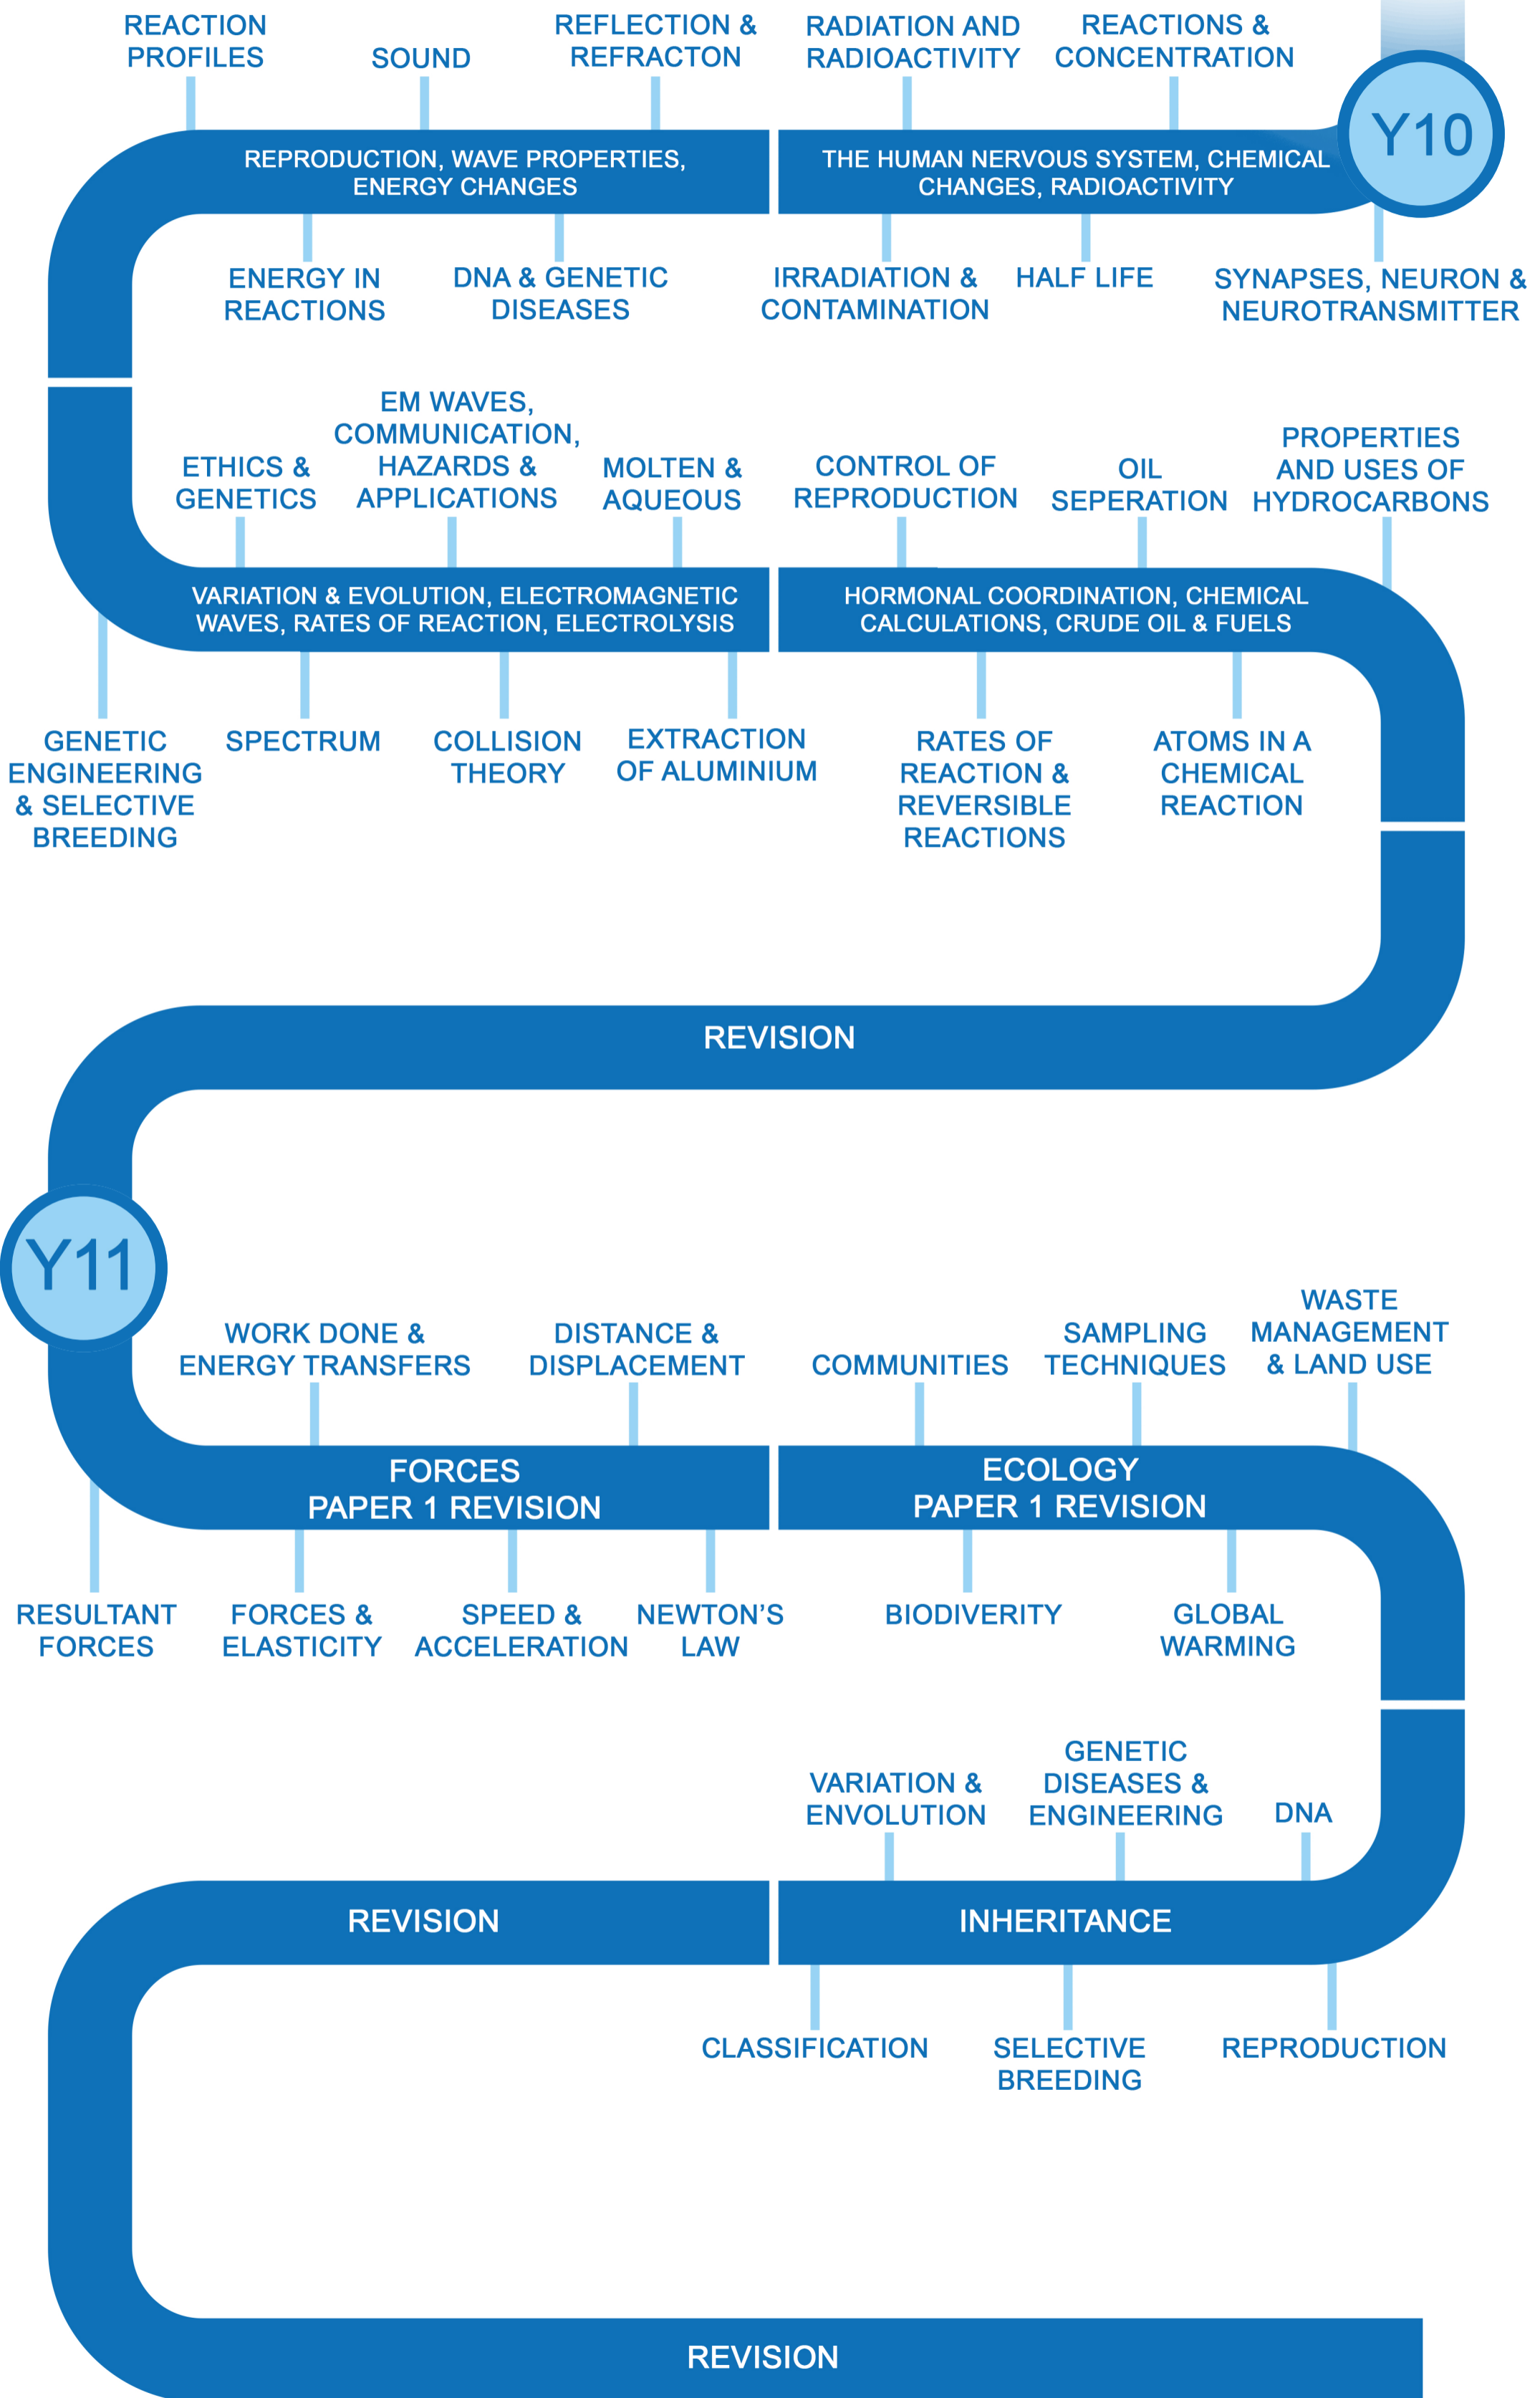 REACTION
PROFILES
SOUND
REFLECTION &
REFRACTON
RADIATION AND
RADIOACTIVITY
REACTIONS &
CONCENTRATION
Y10
REPRODUCTION, WAVE PROPERTIES,
ENERGY CHANGES
THE HUMAN NERVOUS SYSTEM, CHEMICAL
CHANGES, RADIOACTIVITY
ENERGY IN
REACTIONS
DNA & GENETIC
DISEASES
IRRADIATION &
CONTAMINATION
HALF LIFE
SYNAPSES, NEURON &
NEUROTRANSMITTER
ETHICS &
GENETICS
EM WAVES,
COMMUNICATION,
HAZARDS &
APPLICATIONS
MOLTEN &
AQUEOUS
CONTROL OF
REPRODUCTION
OIL
SEPERATION
PROPERTIES
AND USES OF
HYDROCARBONS
VARIATION & EVOLUTION, ELECTROMAGNETIC
WAVES, RATES OF REACTION, ELECTROLYSIS
HORMONAL COORDINATION, CHEMICAL
CALCULATIONS, CRUDE OIL & FUELS
GENETIC
ENGINEERING
& SELECTIVE
BREEDING
SPECTRUM
COLLISION
THEORY
EXTRACTION
OF ALUMINIUM
RATES OF
REACTION &
REVERSIBLE
REACTIONS
ATOMS IN A
CHEMICAL
REACTION
REVISION
Y11
WORK DONE &
ENERGY TRANSFERS
DISTANCE &
DISPLACEMENT
COMMUNITIES
SAMPLING
TECHNIQUES
WASTE
MANAGEMENT
& LAND USE
FORCES
PAPER 1 REVISION
ECOLOGY
PAPER 1 REVISION
RESULTANT
FORCES
FORCES &
ELASTICITY
SPEED &
ACCELERATION
NEWTON'S
LAW
BIODIVERITY
GLOBAL
WARMING
VARIATION &
ENVOLUTION
GENETIC
DISEASES &
ENGINEERING
DNA
REVISION
INHERITANCE
CLASSIFICATION
SELECTIVE
BREEDING
REPRODUCTION
REVISION